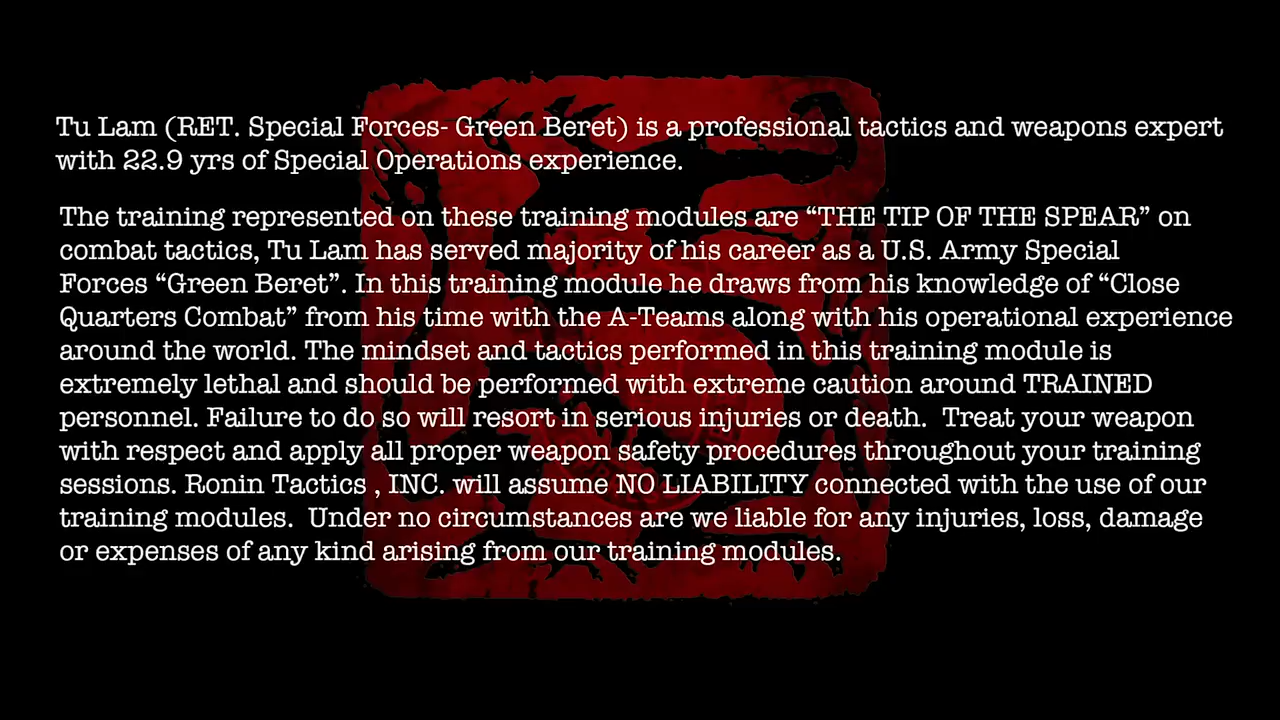 Tu Lam (RET. Special Forces- Green Beret) is a professional tactics and weapons expert
with 22.9 yrs of Special Operations experience.
The training represented on these training modules are “THE TIP OF THE SPEAR” on
combat tactics, Tu Lam has served majority of his career as a U.S. Army Special
Forces “Green Beret”. In this training module he draws from his knowledge of “Close
Quarters Combat” from his time with the A-Teams along with his operational experience
around the world. The mindset and tactics performed in this training module is
extremely lethal and should be performed with extreme caution around TRAINED
personnel. Failure to do so will resort in serious injuries or death.  Treat your weapon
with respect and apply all proper weapon safety procedures throughout your training
sessions. Ronin Tactics , INC. will assume NO LIABILITY connected with the use of our
training modules.  Under no circumstances are we liable for any injuries, loss, damage
or expenses of any kind arising from our training modules.